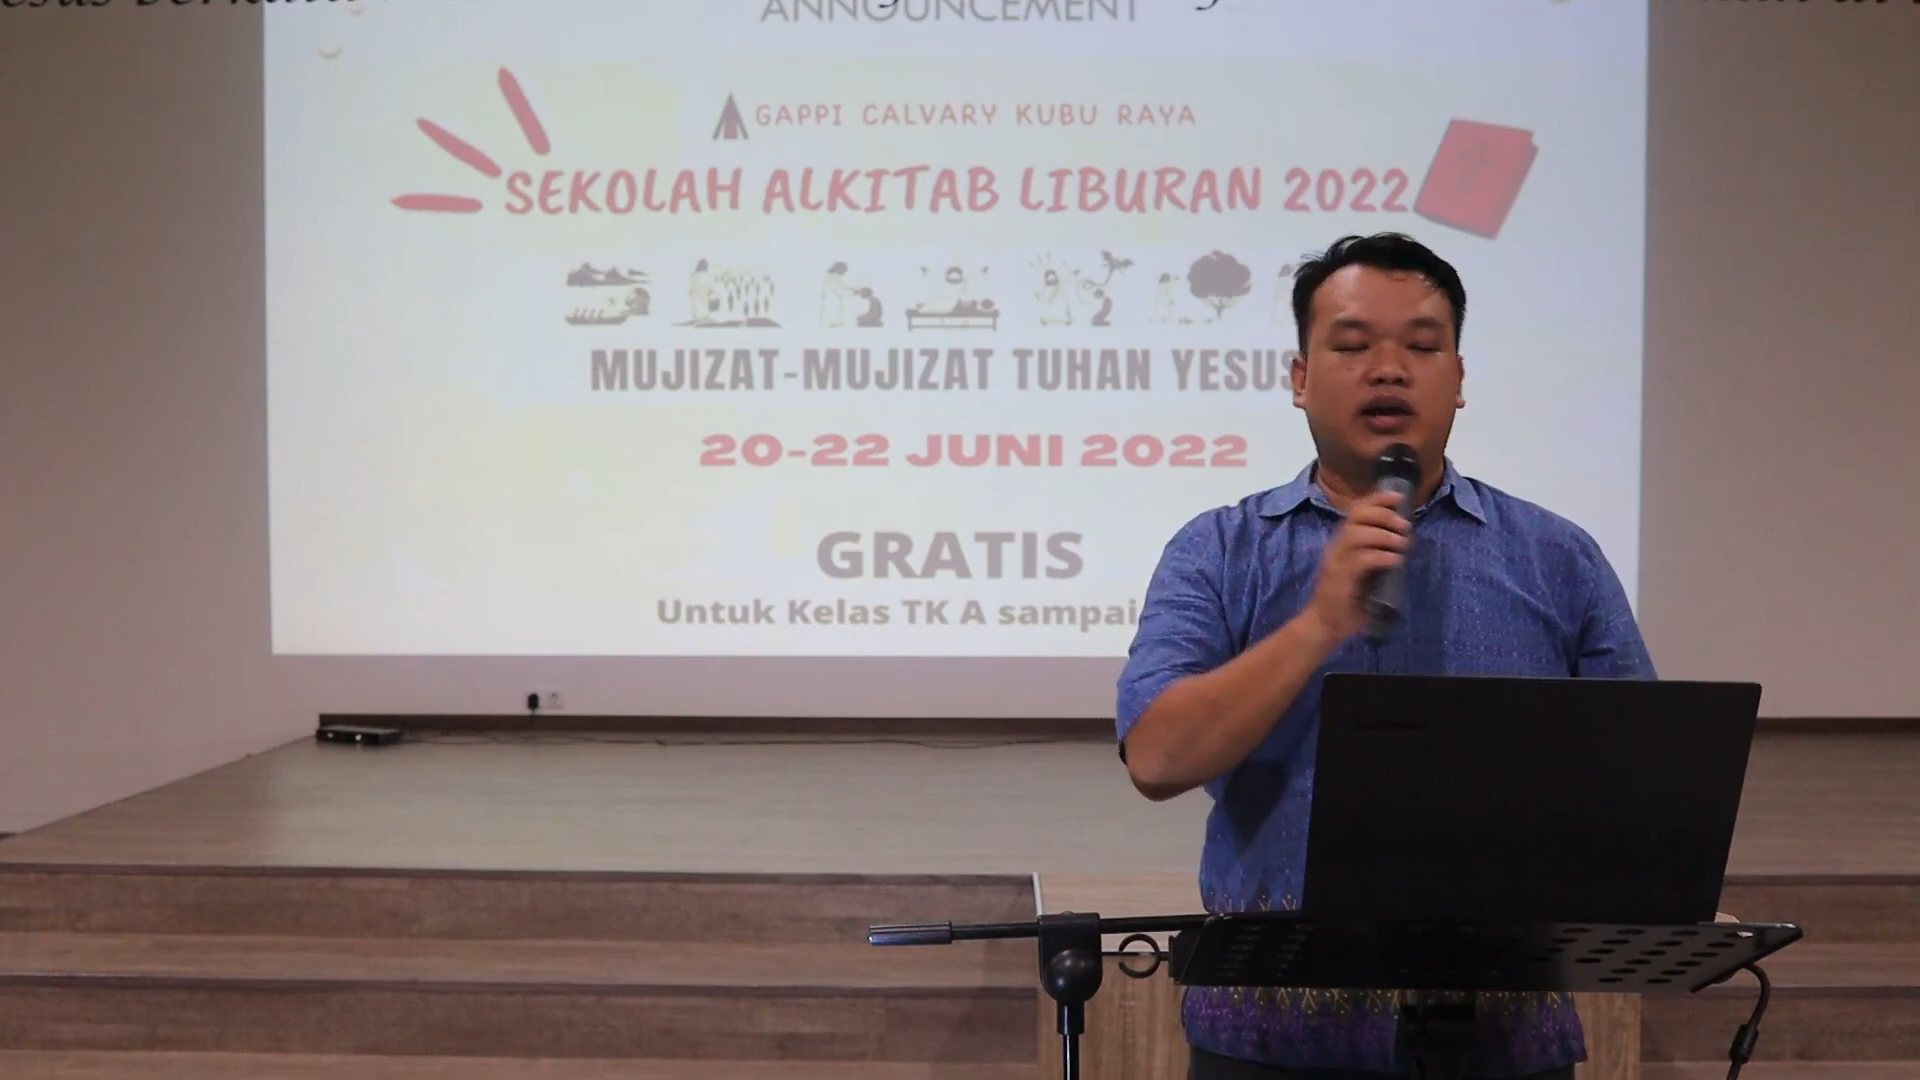 ANNOUNCEMENT
GAPPI CALVARY KUBU RAYA
SEKOLAH ALKITAB LIBURAN 2022
MUJIZAT-MUJIZAT TUHAN YESUS
20-22 JUNI 2022
GRATIS
Untuk Kelas TK A sampai